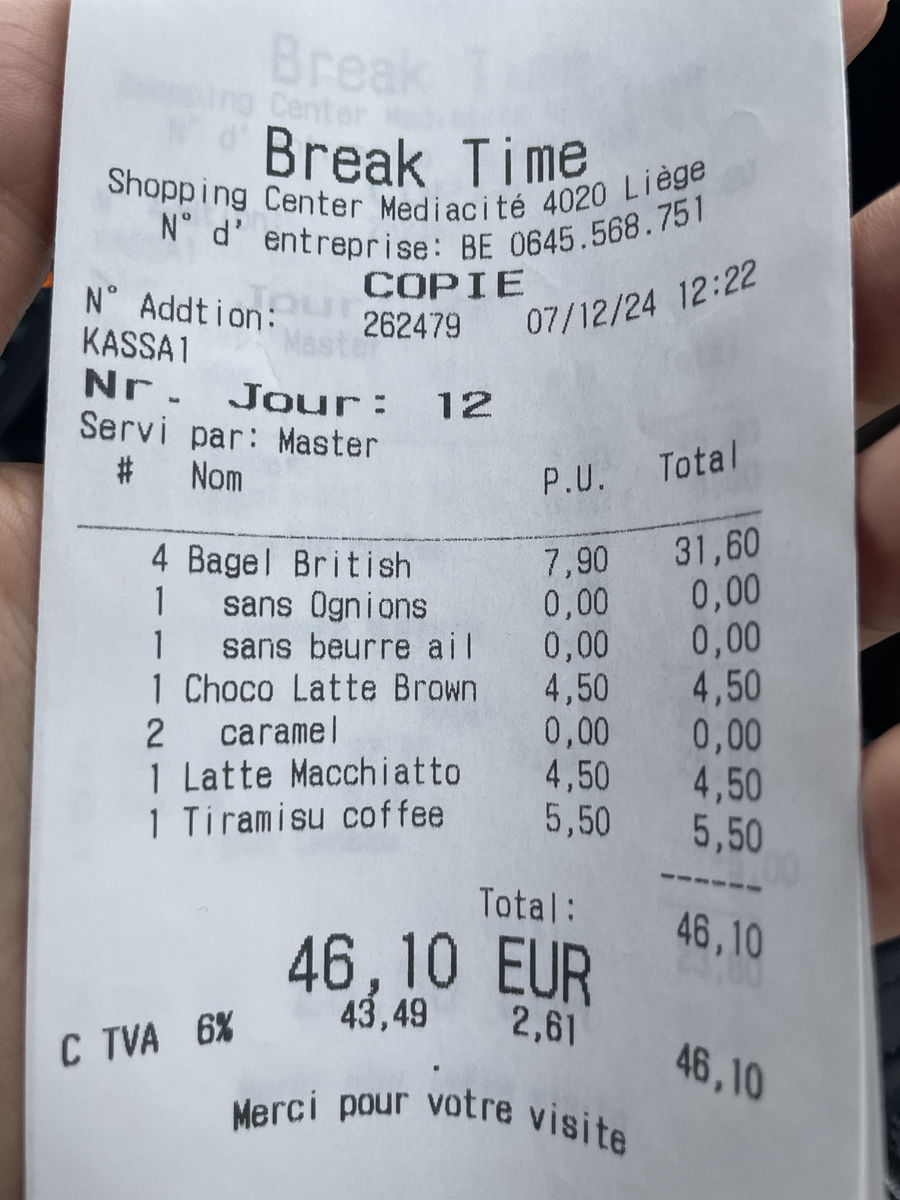 Break Time
Shopping Center Mediacité 4020 Liège
N° d' entreprise: BE 0645.568.751
COPIE
N° Addtion: 262479 07/12/24 12:22
KASSA1
Nr. Jour: 12
Servi par: Master
# Nom P.U. Total
4 Bagel British 7,90 31,60
1 sans Ognions 0,00 0,00
1 sans beurre ail 0,00 0,00
1 Choco Latte Brown 4,50 4,50
2 caramel 0,00 0,00
1 Latte Macchiatto 4,50 4,50
1 Tiramisu coffee 5,50 5,50
------
Total: 46,10
46,10 EUR
C TVA 6% 43,49 2,61 46,10
Merci pour votre visite